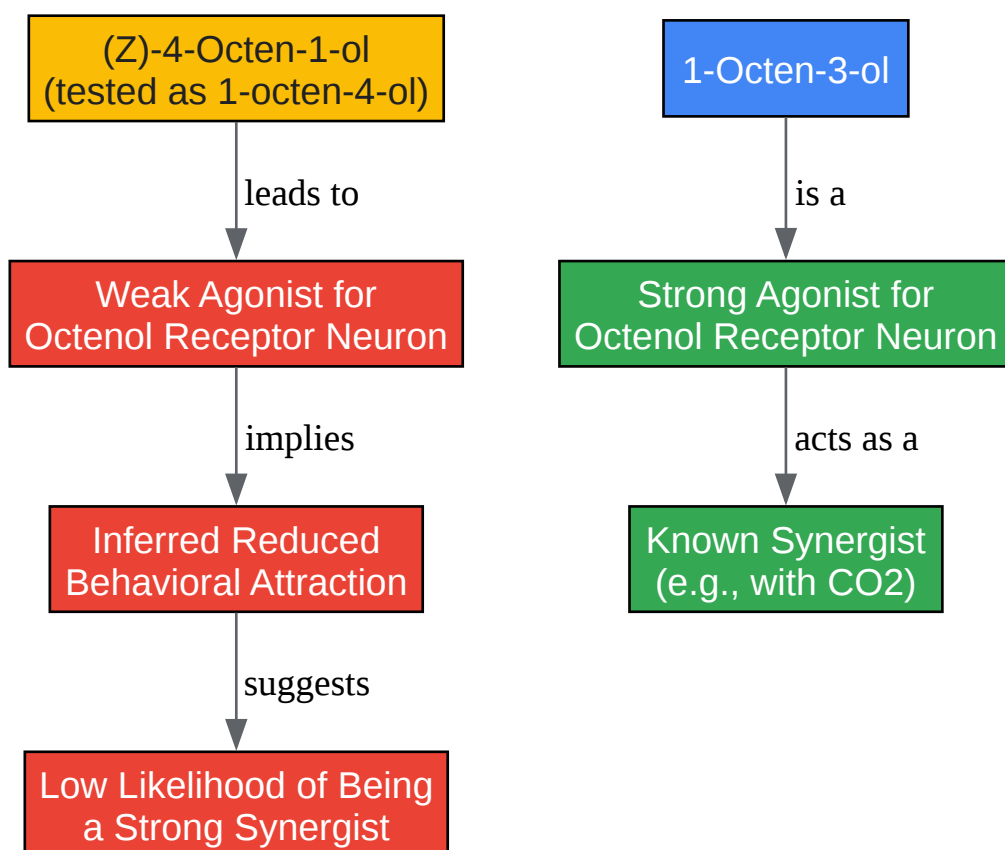 (Z)-4-Octen-1-ol
(tested as 1-octen-4-ol)
leads to
Weak Agonist for
Octenol Receptor Neuron
implies
Inferred Reduced
Behavioral Attraction
suggests
Low Likelihood of Being
a Strong Synergist
1-Octen-3-ol
is a
Strong Agonist for
Octenol Receptor Neuron
acts as a
Known Synergist
(e.g., with CO2)